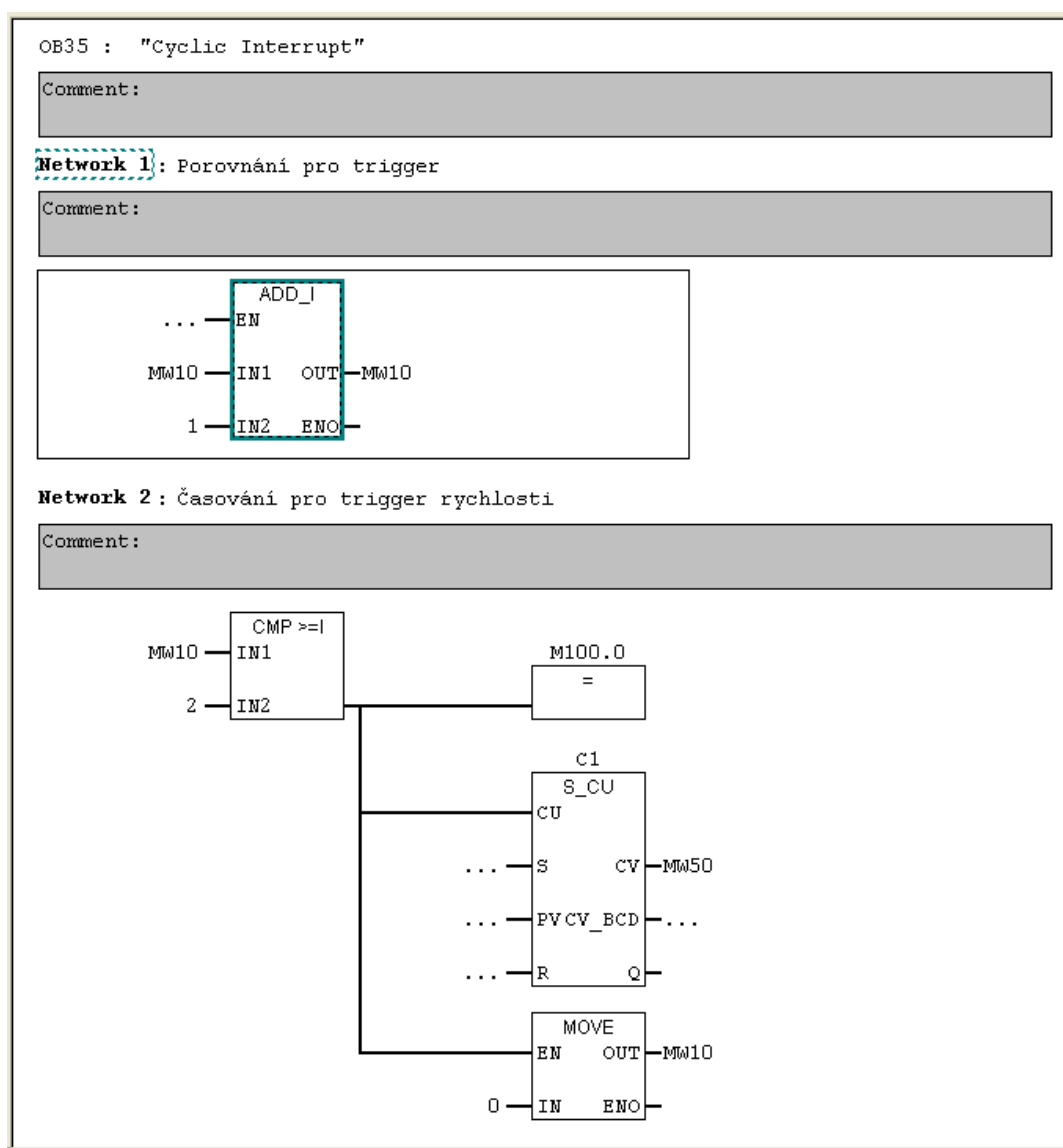 OB35 : "Cyclic Interrupt"
Comment:
Network 1: Porovnání pro trigger
Comment:
ADD_I
... EN
MW10 IN1 OUT MW10
1 IN2 ENO
Network 2 : Časování pro trigger rychlosti
Comment:
CMP >=I
MW10 IN1
2 IN2
M100.0
=
C1
S_CU
CU
... S CV MW50
... PV CV_BCD ...
... R Q
MOVE
EN OUT MW10
0 IN ENO